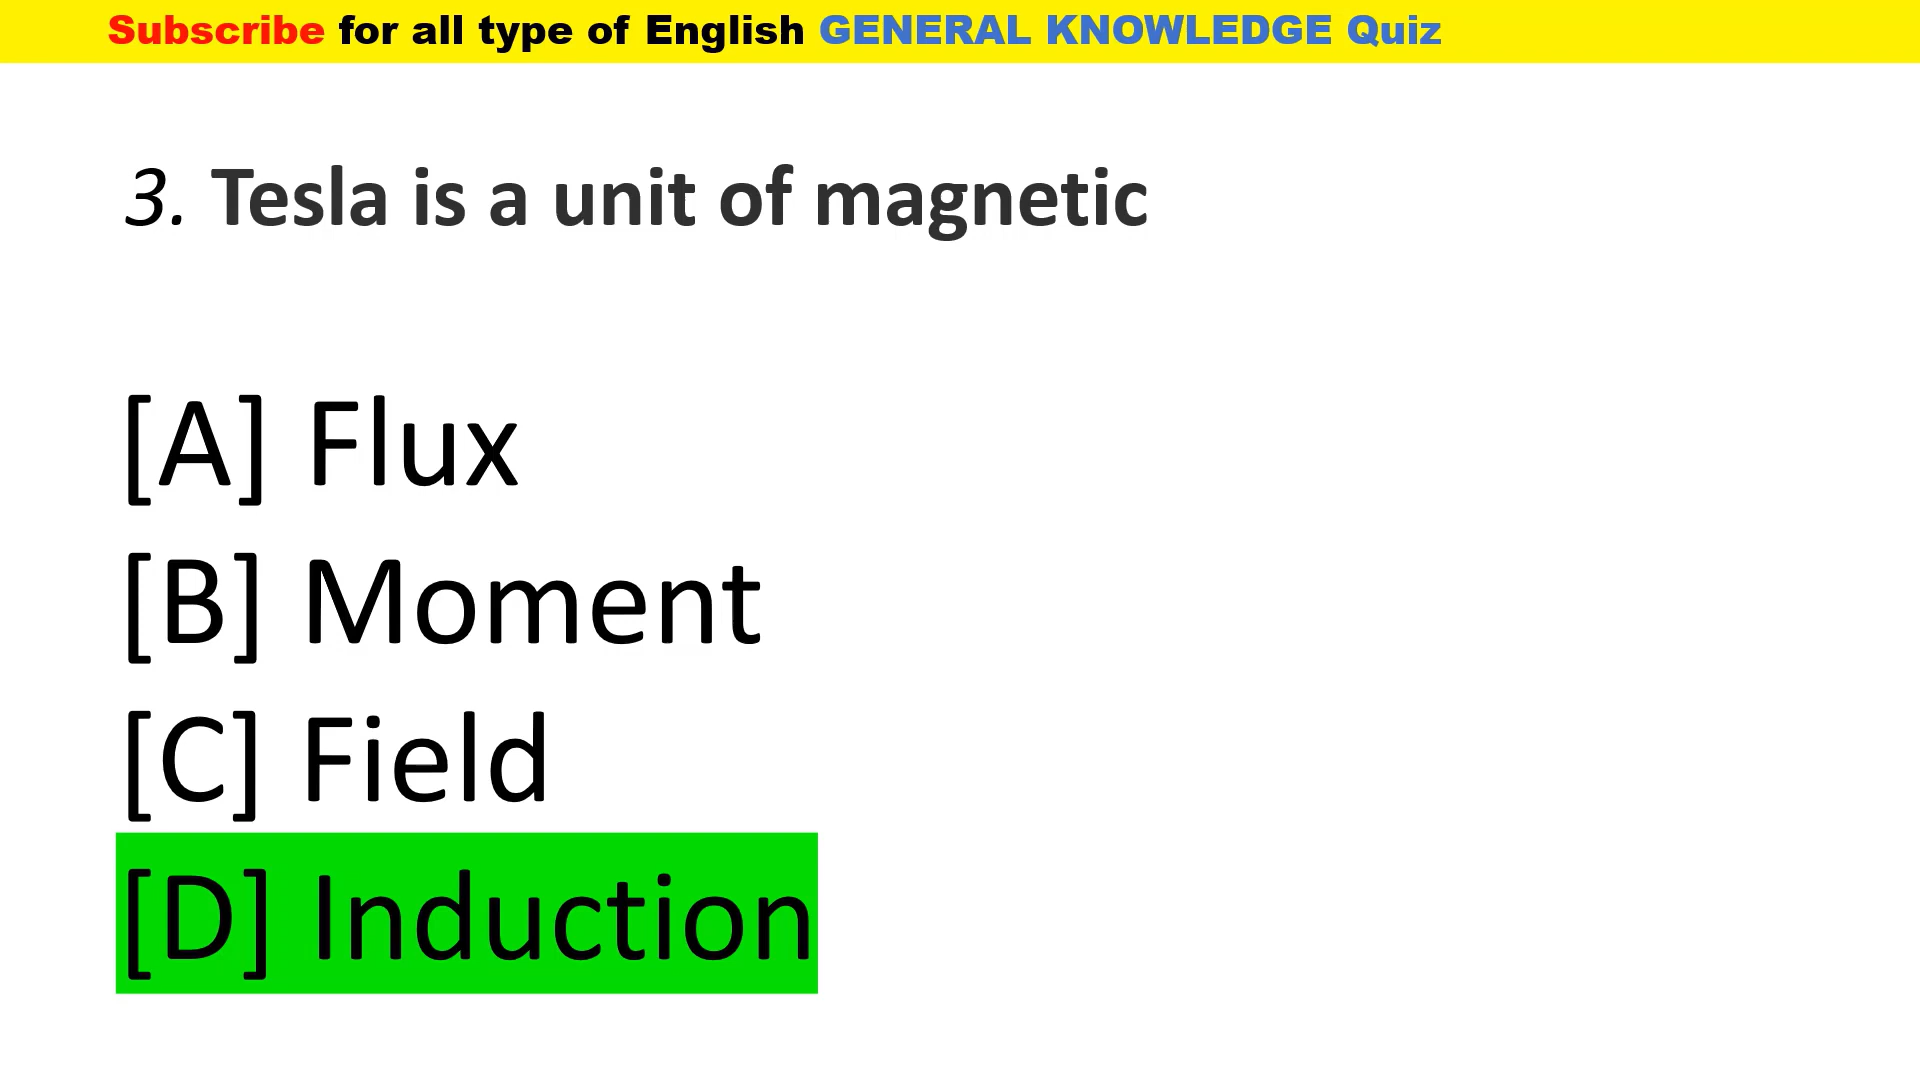 Subscribe for all type of English GENERAL KNOWLEDGE Quiz
3. Tesla is a unit of magnetic
[A] Flux
[B] Moment
[C] Field
[D] Induction